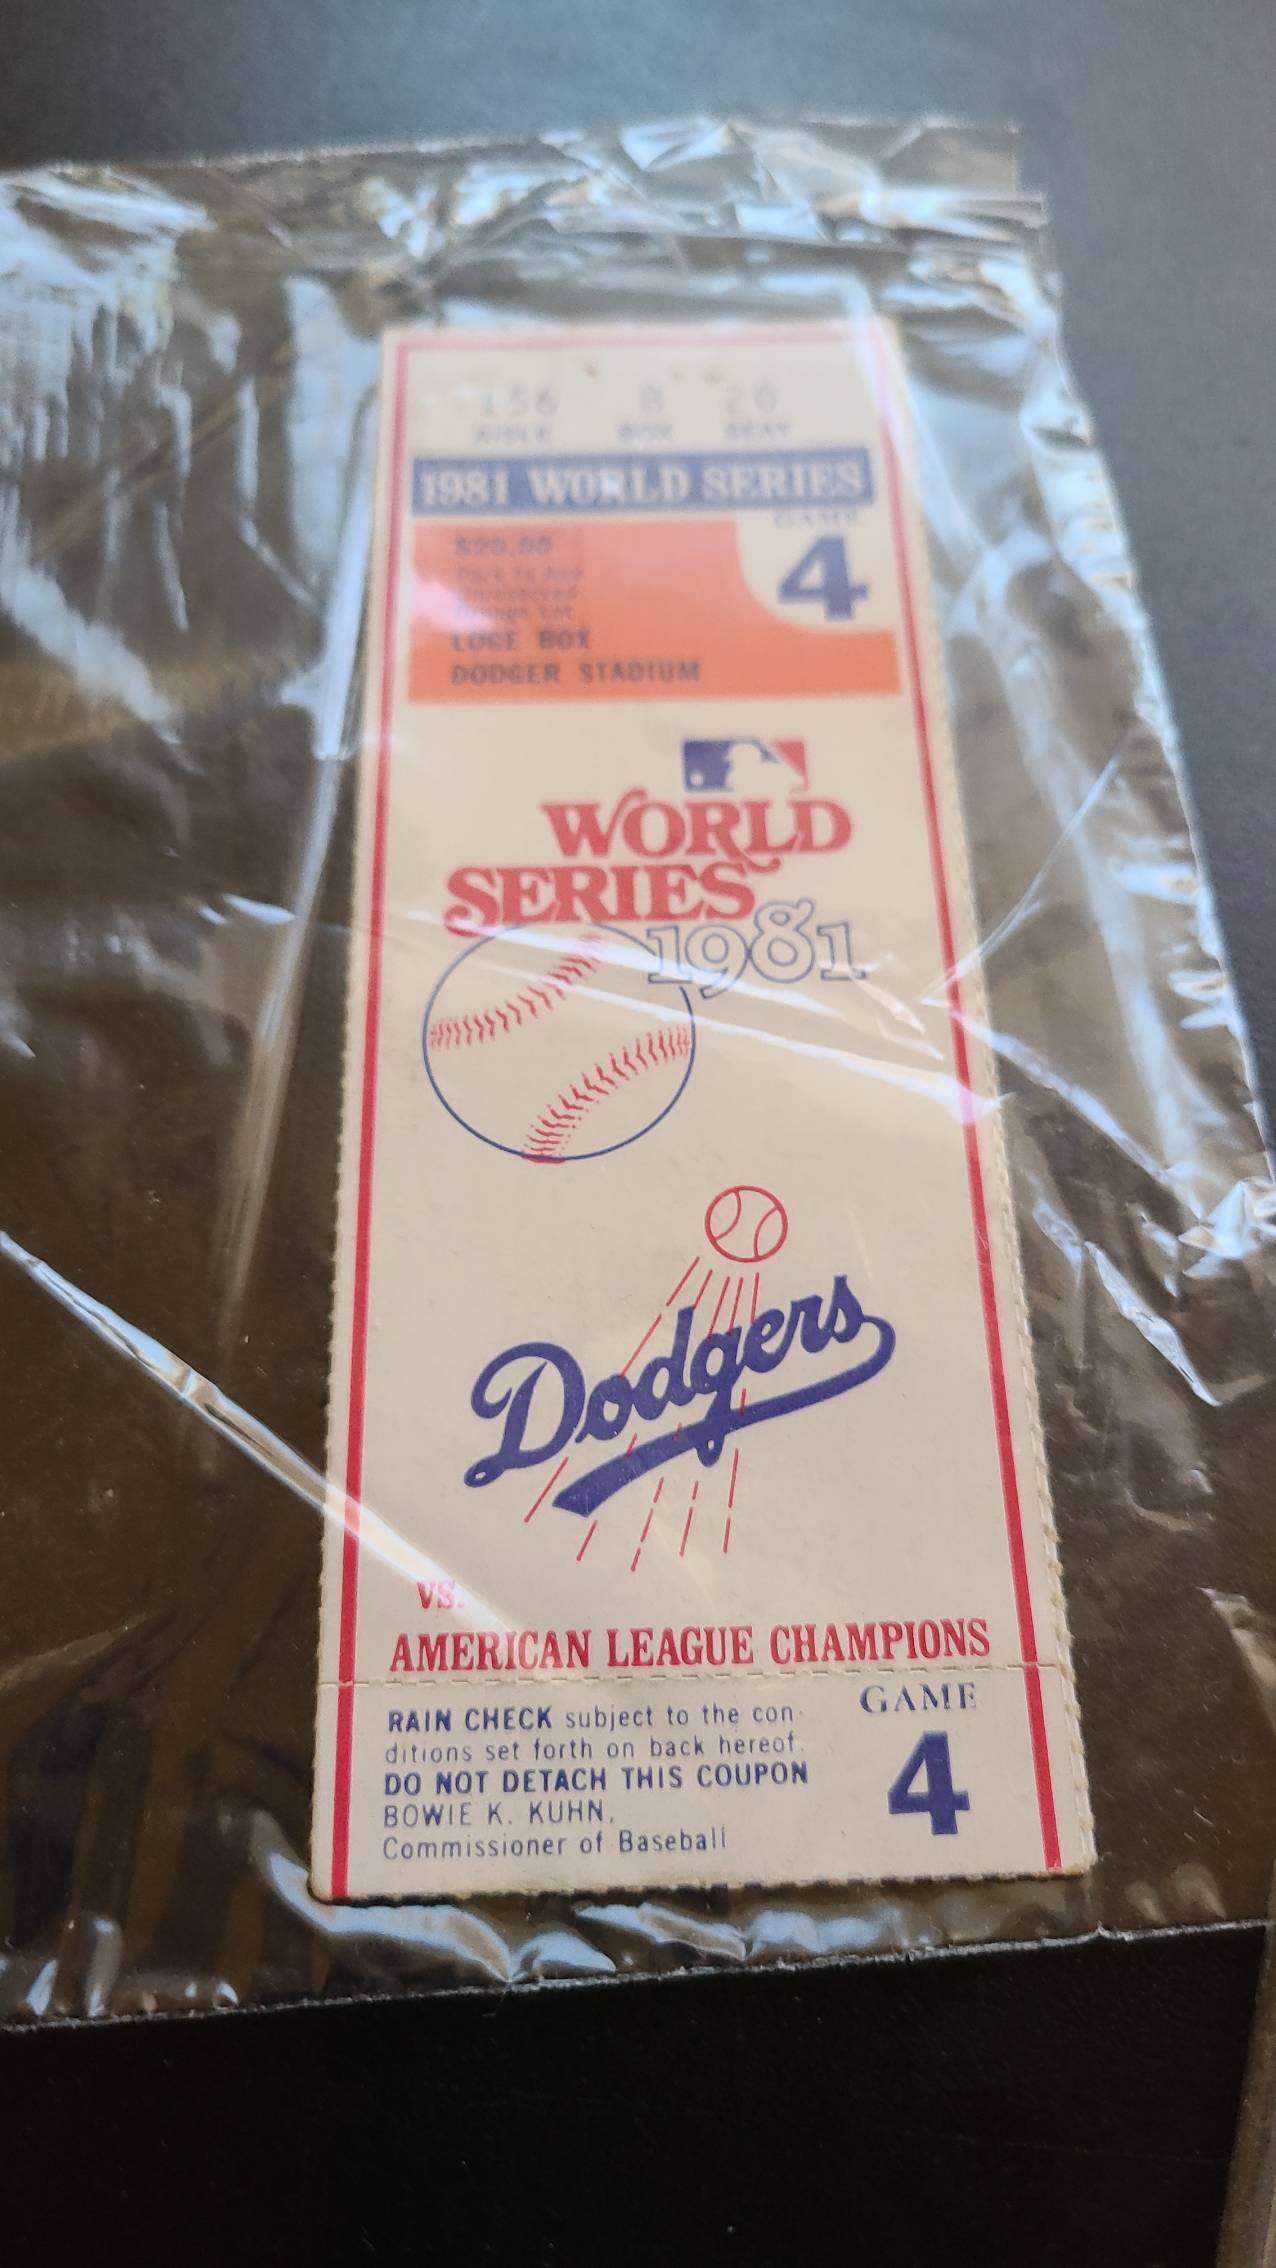 156 B 20
AISLE BOX SEAT
1981 WORLD SERIES
GAME
4
$20.00
LOGE BOX
DODGER STADIUM
WORLD
SERIES
1981
Dodgers
VS.
AMERICAN LEAGUE CHAMPIONS
RAIN CHECK subject to the con-
ditions set forth on back hereof.
DO NOT DETACH THIS COUPON
BOWIE K. KUHN,
Commissioner of Baseball
GAME
4